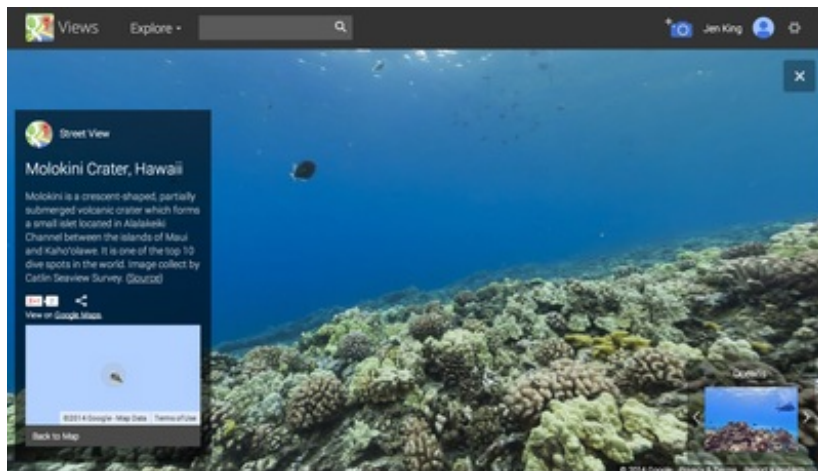 Views Explore Jen King
Street View
Molokini Crater, Hawaii
Molokini is a crescent-shaped, partially
submerged volcanic crater which forms
a small islet located in Alalakeiki
Channel between the islands of Maui
and Kaho'olawe. It is one of the top 10
dive spots in the world. Image collect by
Catlin Seaview Survey. (Source)
View on Google Maps
©2014 Google - Map Data Terms of Use
Back to Map
© 2014 Google